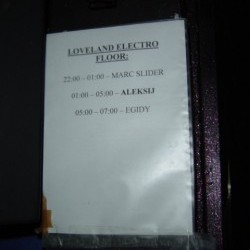 LOVELAND ELECTRO
FLOOR:
22:00 – 01:00 – MARC SLIDER
01:00 – 05:00 – ALEKSIJ
05:00 – 07:00 – EGIDY